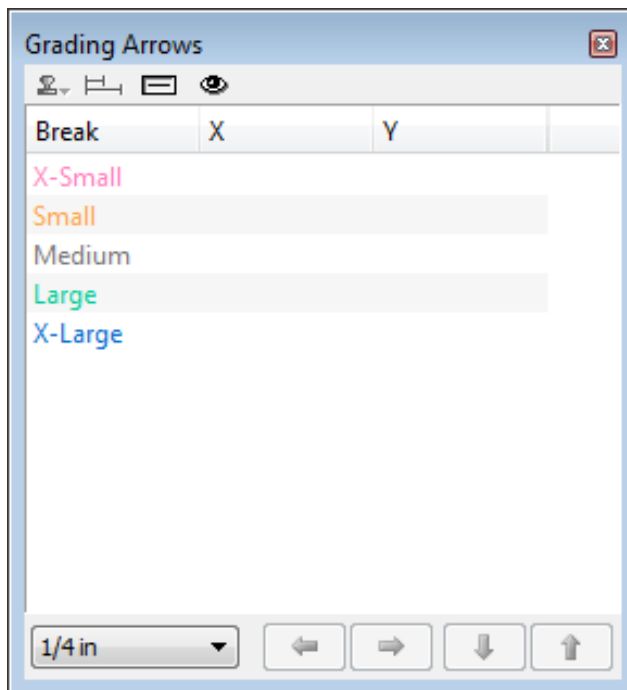 Grading Arrows
Break X Y
X-Small
Small
Medium
Large
X-Large
1/4 in